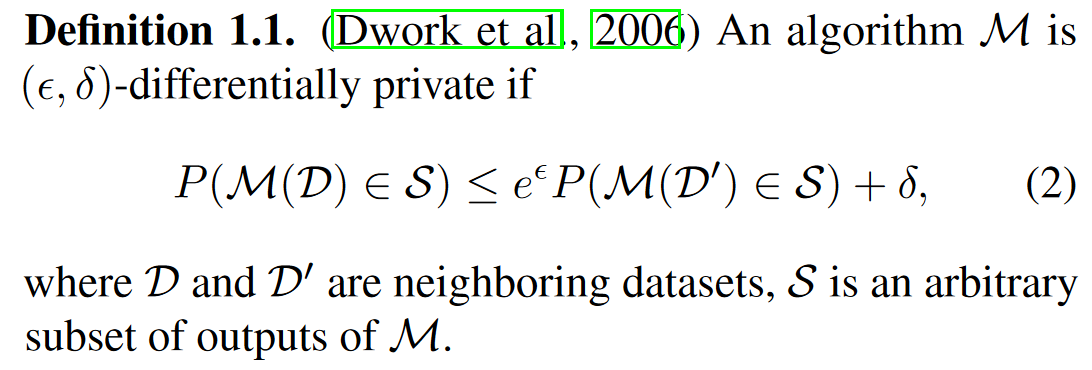 Definition 1.1. (Dwork et al., 2006) An algorithm ℳ is
(ϵ, δ)-differentially private if
P(ℳ(𝒟) ∈ 𝒮) ≤ e^ϵ P(ℳ(𝒟′) ∈ 𝒮) + δ, (2)
where 𝒟 and 𝒟′ are neighboring datasets, 𝒮 is an arbitrary
subset of outputs of ℳ.